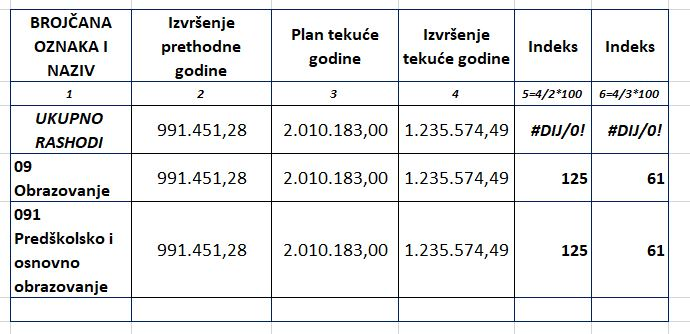 BROJČANA OZNAKA I NAZIV | Izvršenje prethodne godine | Plan tekuće godine | Izvršenje tekuće godine | Indeks | Indeks
1 | 2 | 3 | 4 | 5=4/2*100 | 6=4/3*100
UKUPNO RASHODI | 991.451,28 | 2.010.183,00 | 1.235.574,49 | #DIJ/0! | #DIJ/0!
09 Obrazovanje | 991.451,28 | 2.010.183,00 | 1.235.574,49 | 125 | 61
091 Predškolsko i osnovno obrazovanje | 991.451,28 | 2.010.183,00 | 1.235.574,49 | 125 | 61